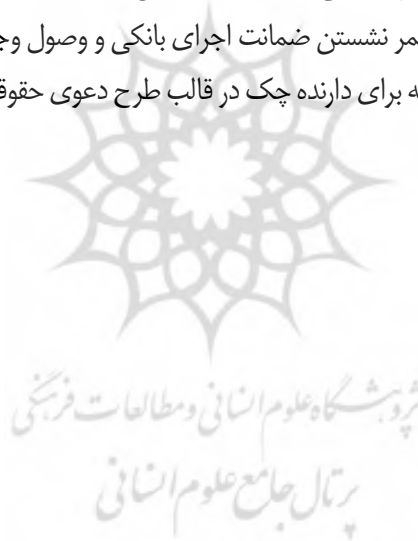 مر نشستن ضمانت اجرای بانکی و وصول وج
ه برای دارنده چک در قالب طرح دعوی حقوق
پژوهشگاه علوم انسانی و مطالعات فرهنگی
پرتال جامع علوم انسانی